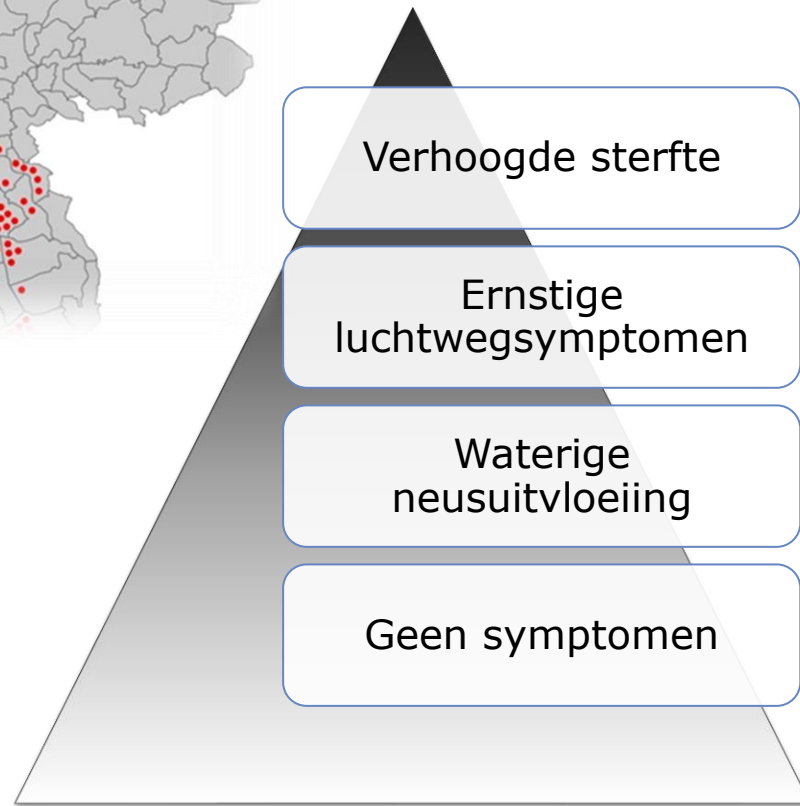 Verhoogde sterfte
Ernstige
luchtwegsymptomen
Waterige
neusuitvloeiing
Geen symptomen